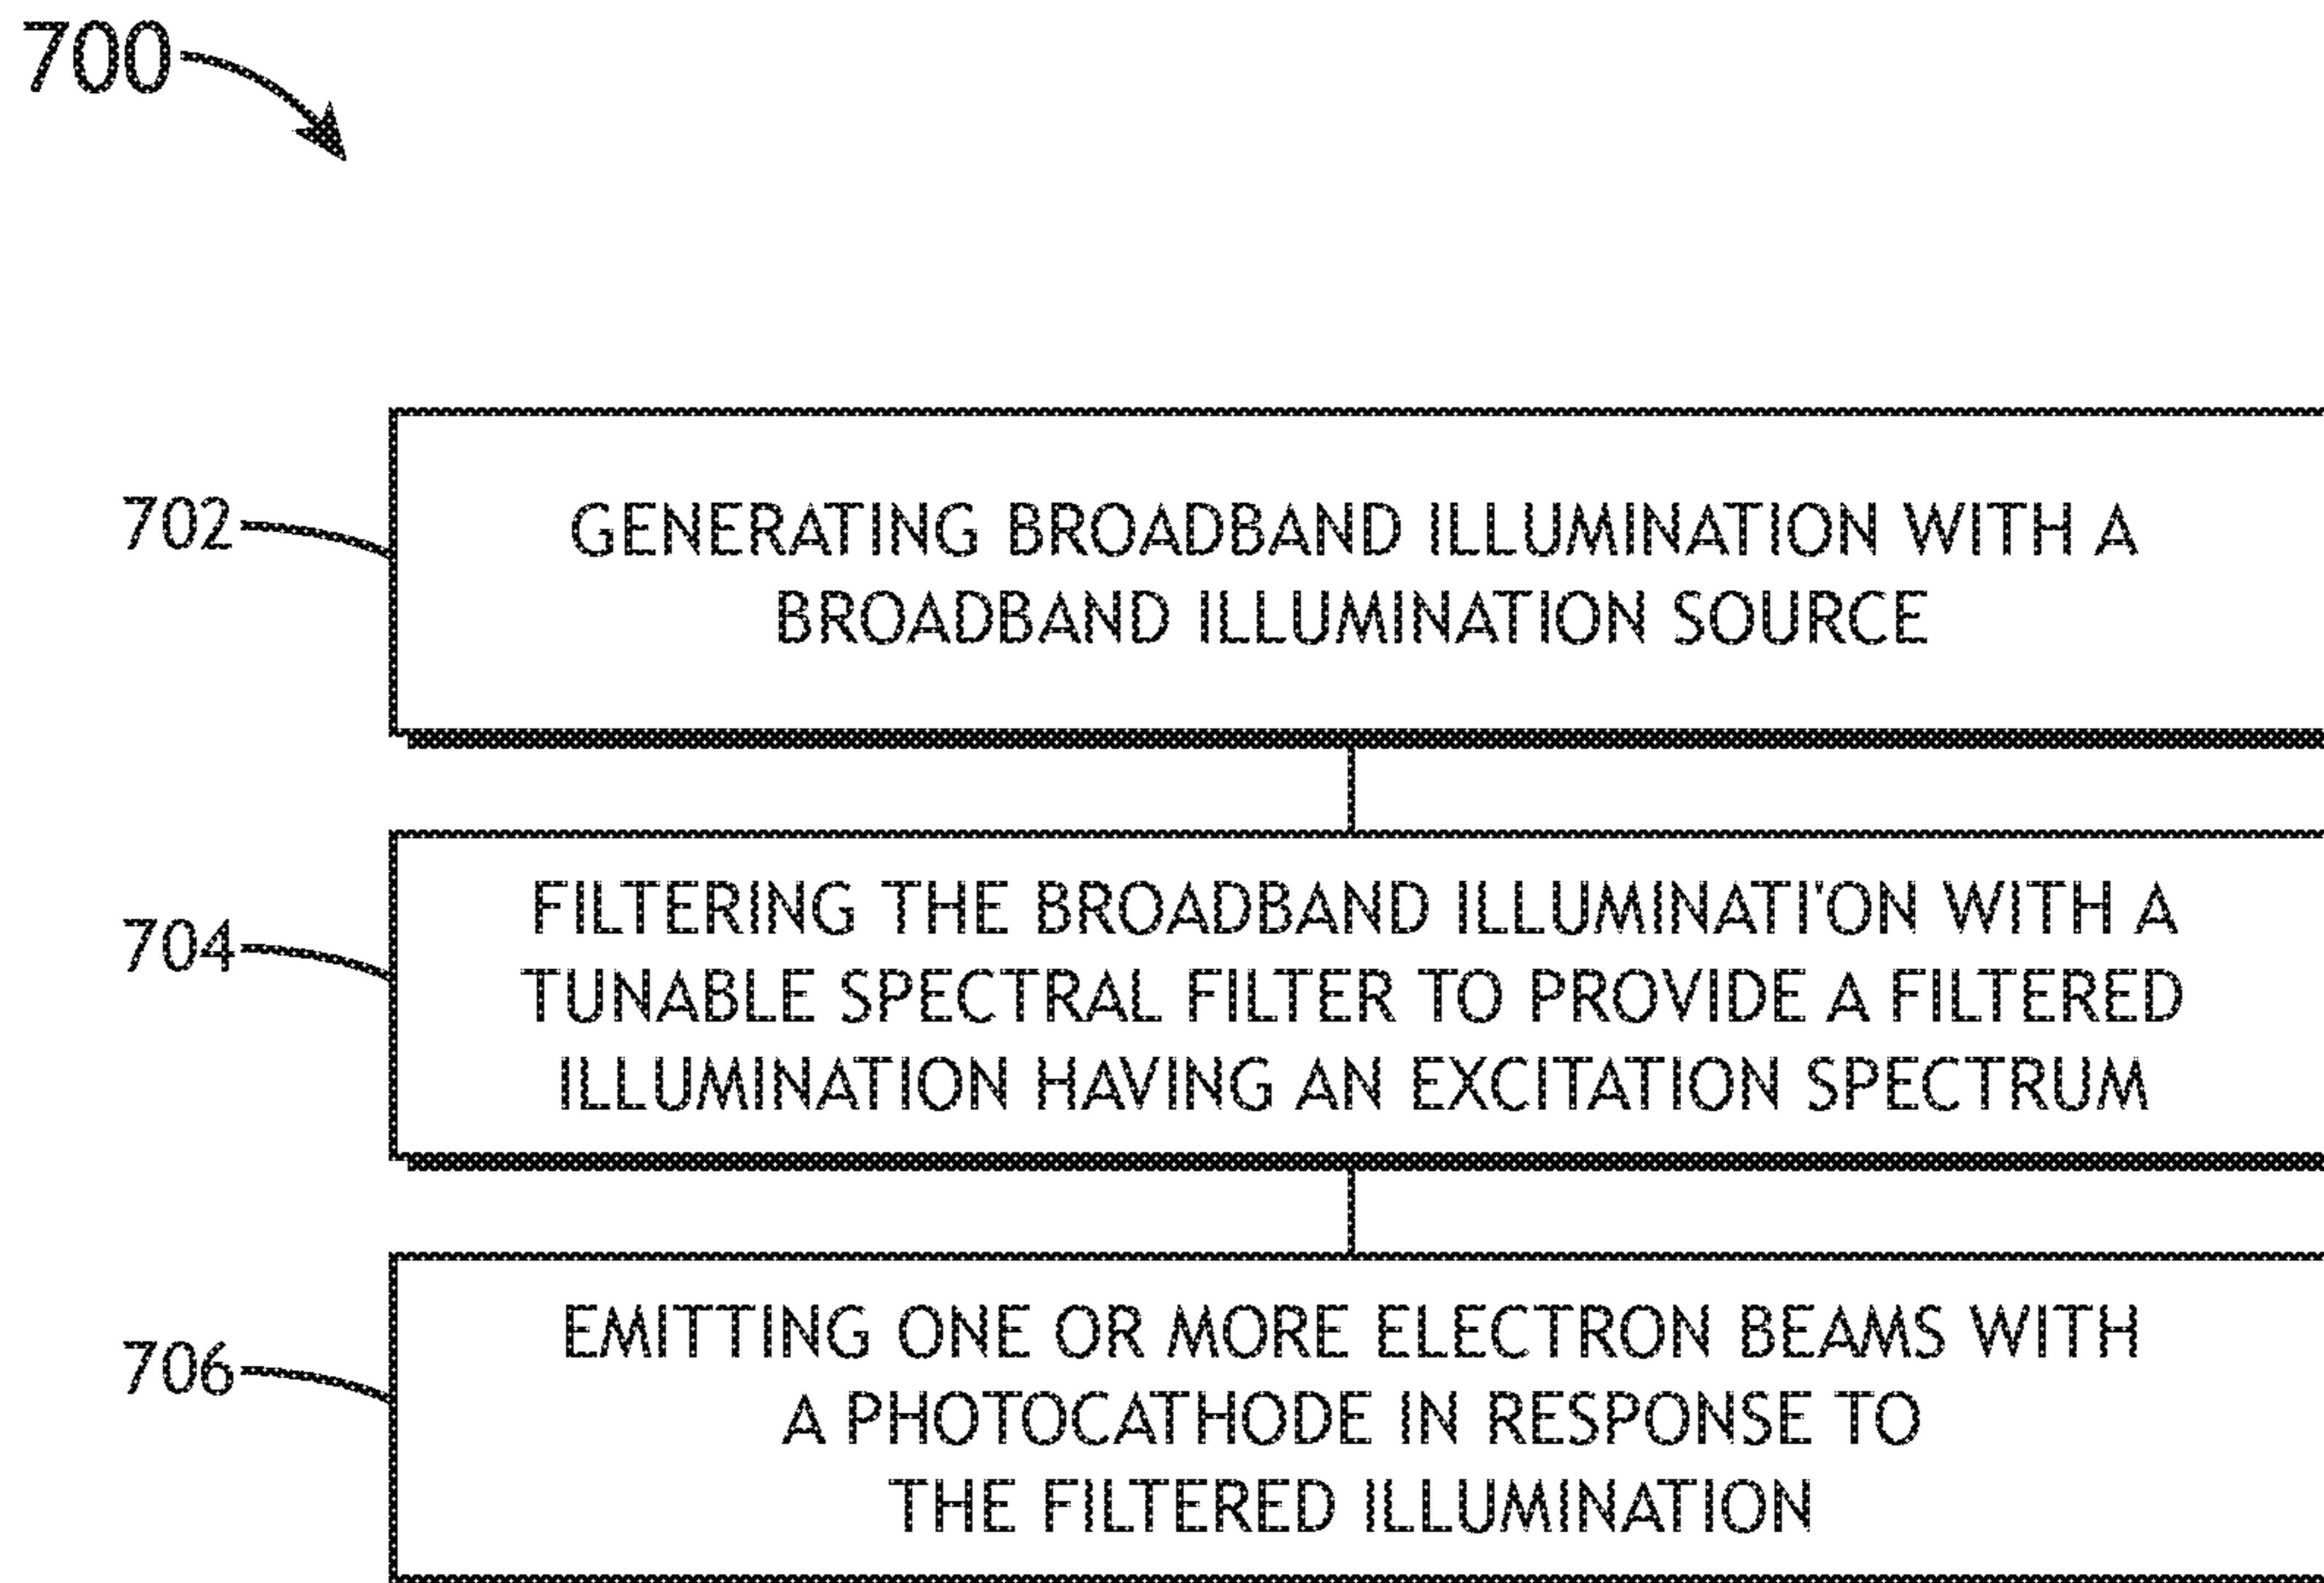 700
702
GENERATING BROADBAND ILLUMINATION WITH A
BROADBAND ILLUMINATION SOURCE
704
FILTERING THE BROADBAND ILLUMINATI'ON WITH A
TUNABLE SPECTRAL FILTER TO PROVIDE A FILTERED
ILLUMINATION HAVING AN EXCITATION SPECTRUM
706
EMITTING ONE OR MORE ELECTRON BEAMS WITH
A PHOTOCATHODE IN RESPONSE TO
THE FILTERED ILLUMINATION